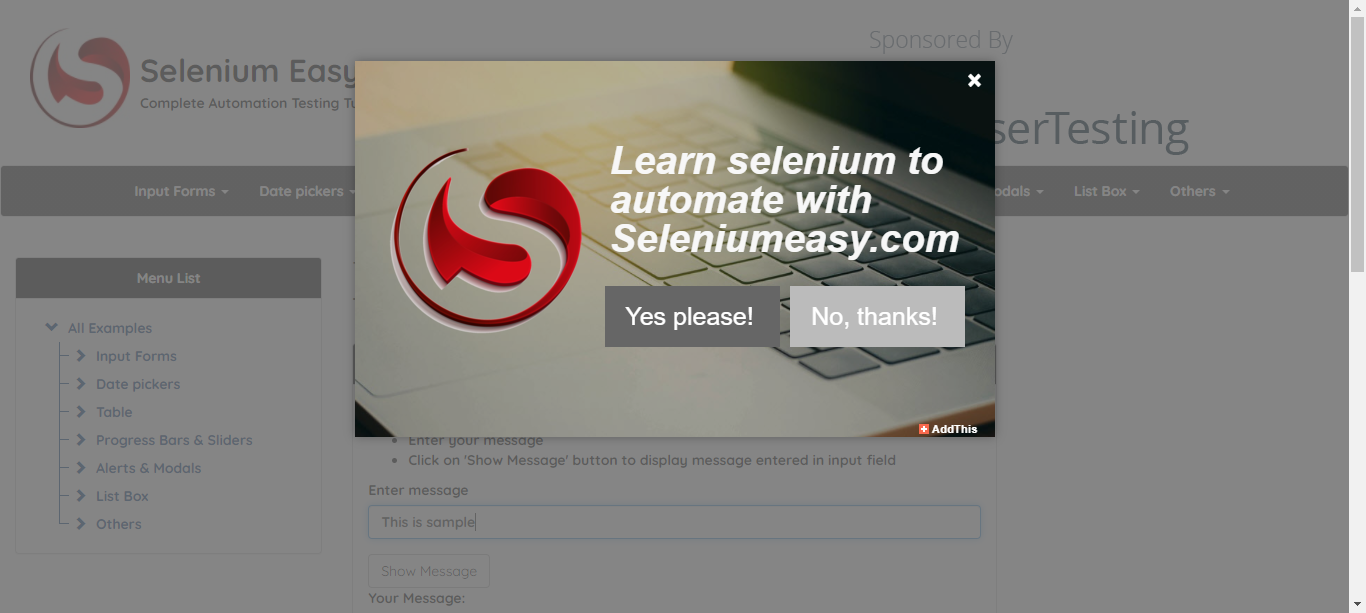 Sponsored By
Selenium Easy
Complete Automation Testing
serTesting
Input Forms
Date pickers
List Box
Others
Learn selenium to
automate with
Seleniumeasy.com
Yes please!
No, thanks!
AddThis
Menu List
All Examples
Input Forms
Date pickers
Table
Progress Bars & Sliders
Alerts & Modals
List Box
Others
Enter your message
Click on 'Show Message' button to display message entered in input field
Enter message
This is sample
Show Message
Your Message: